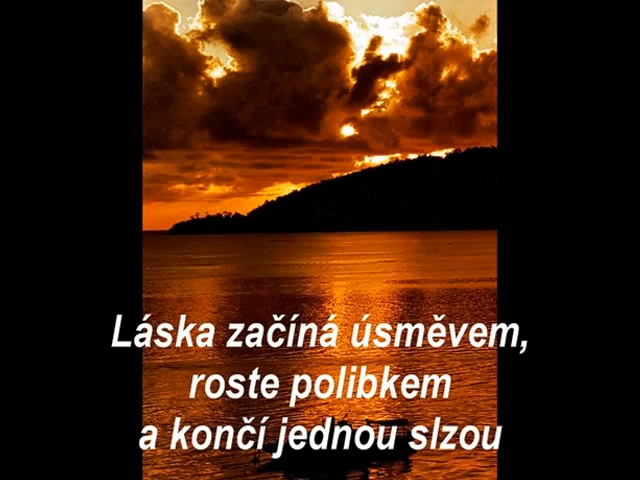 Láska začíná úsměvem,
roste polibkem
a končí jednou slzou